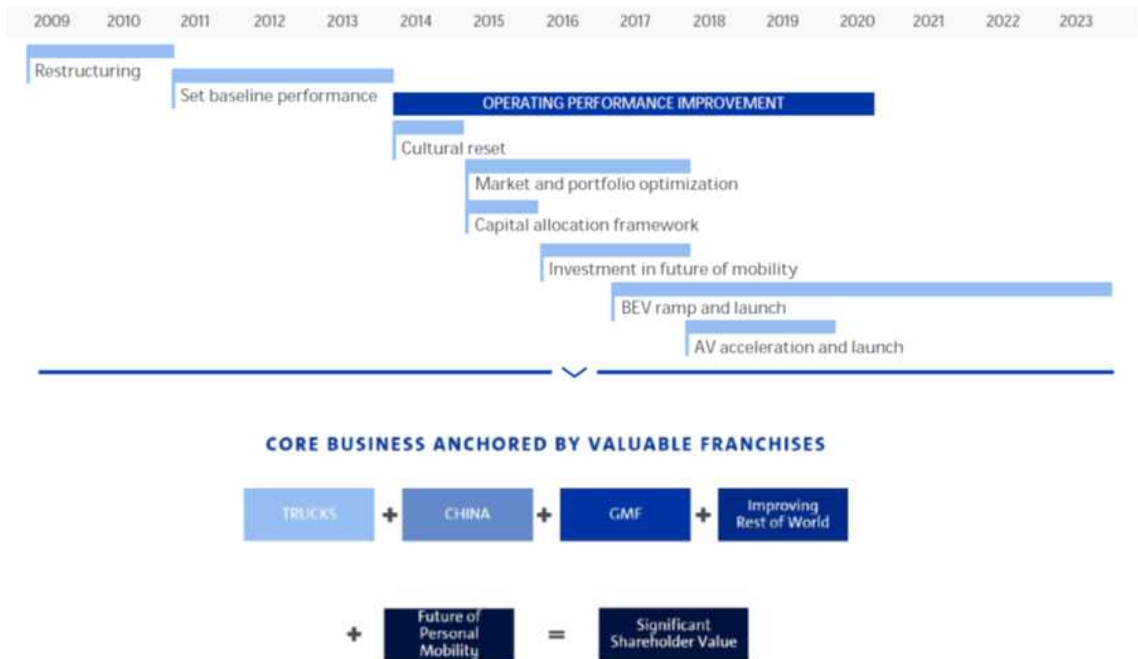 2009 2010 2011 2012 2013 2014 2015 2016 2017 2018 2019 2020 2021 2022 2023
Restructuring
Set baseline performance
OPERATING PERFORMANCE IMPROVEMENT
Cultural reset
Market and portfolio optimization
Capital allocation framework
Investment in future of mobility
BEV ramp and launch
AV acceleration and launch
CORE BUSINESS ANCHORED BY VALUABLE FRANCHISES
TRUCKS + CHINA + GMF + Improving
Rest of World
+ Future of
Personal
Mobility = Significant
Shareholder Value